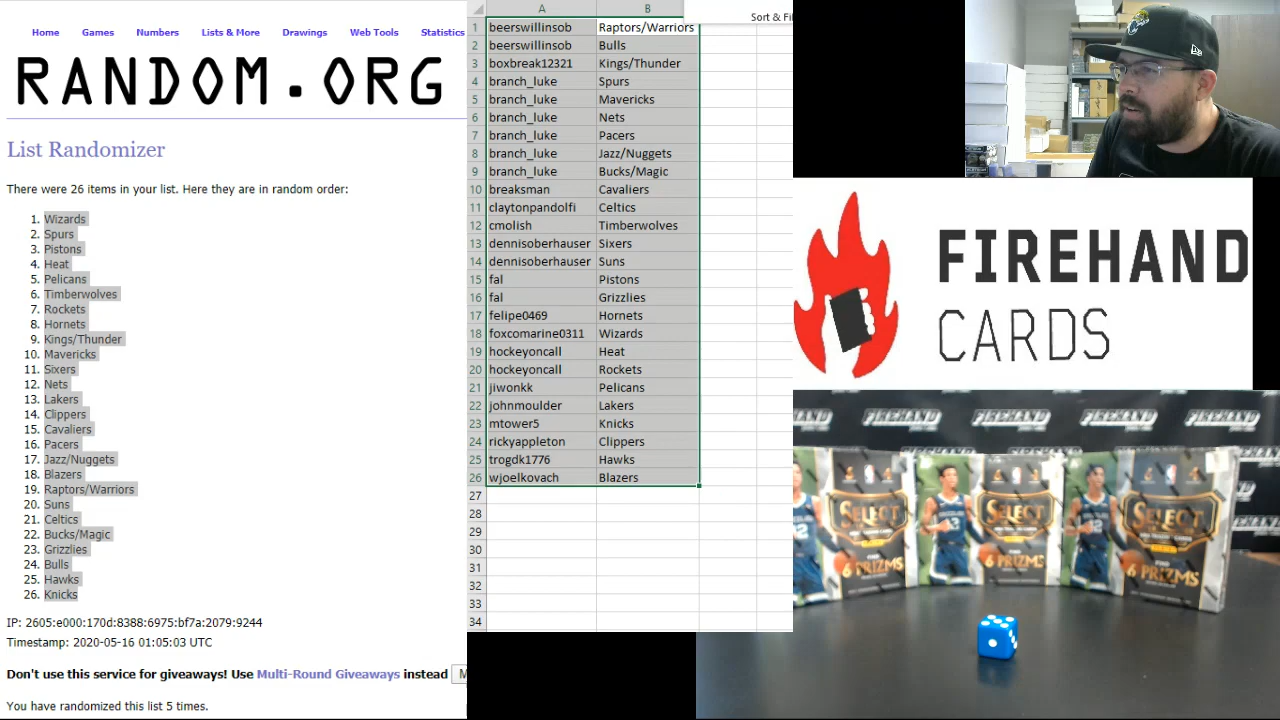 Home Games Numbers Lists & More Drawings Web Tools Statistics
RANDOM.ORG
List Randomizer
There were 26 items in your list. Here they are in random order:
1. Wizards
2. Spurs
3. Pistons
4. Heat
5. Pelicans
6. Timberwolves
7. Rockets
8. Hornets
9. Kings/Thunder
10. Mavericks
11. Sixers
12. Nets
13. Lakers
14. Clippers
15. Cavaliers
16. Pacers
17. Jazz/Nuggets
18. Blazers
19. Raptors/Warriors
20. Suns
21. Celtics
22. Bucks/Magic
23. Grizzlies
24. Bulls
25. Hawks
26. Knicks
IP: 2605:e000:170d:8388:6975:bf7a:2079:9244
Timestamp: 2020-05-16 01:05:03 UTC
Don't use this service for giveaways! Use Multi-Round Giveaways instead M
You have randomized this list 5 times.
Sort & Fil
A B
1 beerswillinsob Raptors/Warriors
2 beerswillinsob Bulls
3 boxbreak12321 Kings/Thunder
4 branch_luke Spurs
5 branch_luke Mavericks
6 branch_luke Nets
7 branch_luke Pacers
8 branch_luke Jazz/Nuggets
9 branch_luke Bucks/Magic
10 breaksman Cavaliers
11 claytonpandolfi Celtics
12 cmolish Timberwolves
13 dennisoberhauser Sixers
14 dennisoberhauser Suns
15 fal Pistons
16 fal Grizzlies
17 felipe0469 Hornets
18 foxcomarine0311 Wizards
19 hockeyoncall Heat
20 hockeyoncall Rockets
21 jiwonkk Pelicans
22 johnmoulder Lakers
23 mtower5 Knicks
24 rickyappleton Clippers
25 trogdk1776 Hawks
26 wjoelkovach Blazers
27
28
29
30
31
32
33
34
FIREHAND
CARDS
FIREHAND FIREHAND FIREHAND FIREHAND
SELECT
6 PRIZMS
SELECT
6 PRIZMS
SELECT
6 PRIZMS